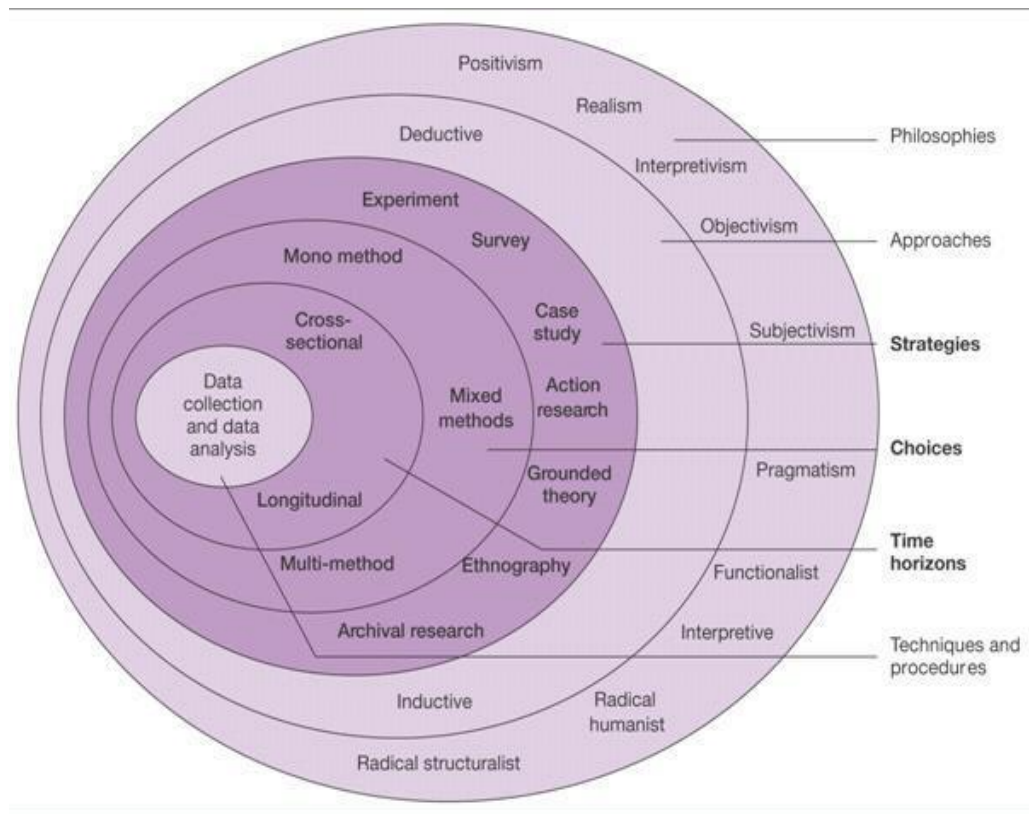 Positivism
Realism
Philosophies
Deductive
Interpretivism
Experiment
Objectivism
Survey
Approaches
Mono method
Case
study
Cross-
sectional
Subjectivism
Strategies
Data
collection
and data
analysis
Mixed
methods
Action
research
Choices
Grounded
theory
Pragmatism
Longitudinal
Time
horizons
Multi-method
Ethnography
Functionalist
Archival research
Interpretive
Techniques and
procedures
Inductive
Radical
humanist
Radical structuralist